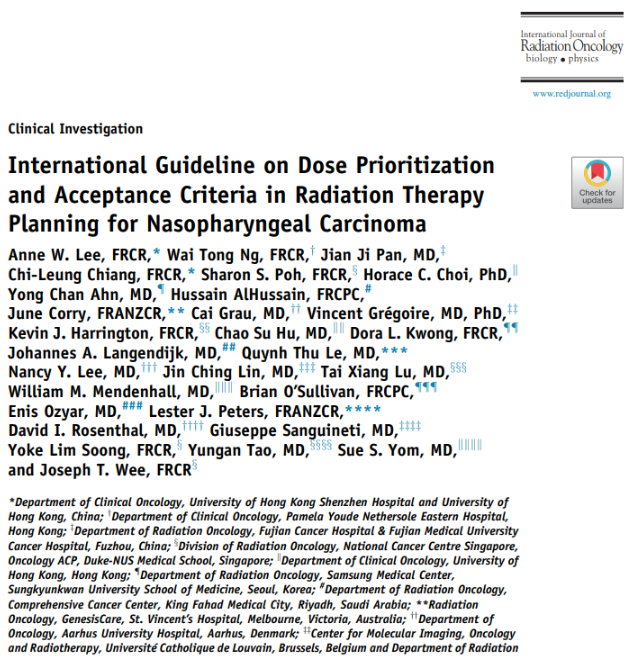 International Journal of
Radiation Oncology
biology ● physics
www.redjournal.org
Clinical Investigation
International Guideline on Dose Prioritization
and Acceptance Criteria in Radiation Therapy
Planning for Nasopharyngeal Carcinoma
Check for
updates
Anne W. Lee, FRCR,* Wai Tong Ng, FRCR,† Jian Ji Pan, MD,‡
Chi-Leung Chiang, FRCR,* Sharon S. Poh, FRCR,§ Horace C. Choi, PhD,‖
Yong Chan Ahn, MD,¶ Hussain AlHussain, FRCPC,#
June Corry, FRANZCR,** Cai Grau, MD,†† Vincent Grégoire, MD, PhD,‡‡
Kevin J. Harrington, FRCR,§§ Chao Su Hu, MD,‖‖ Dora L. Kwong, FRCR,¶¶
Johannes A. Langendijk, MD,## Quynh Thu Le, MD,***
Nancy Y. Lee, MD,††† Jin Ching Lin, MD,‡‡‡ Tai Xiang Lu, MD,§§§
William M. Mendenhall, MD,‖‖‖ Brian O'Sullivan, FRCPC,¶¶¶
Enis Ozyar, MD,### Lester J. Peters, FRANZCR,****
David I. Rosenthal, MD,†††† Giuseppe Sanguineti, MD,‡‡‡‡
Yoke Lim Soong, FRCR,§ Yungan Tao, MD,§§§§ Sue S. Yom, MD,‖‖‖‖
and Joseph T. Wee, FRCR§
*Department of Clinical Oncology, University of Hong Kong Shenzhen Hospital and University of
Hong Kong, China; †Department of Clinical Oncology, Pamela Youde Nethersole Eastern Hospital,
Hong Kong; ‡Department of Radiation Oncology, Fujian Cancer Hospital & Fujian Medical University
Cancer Hospital, Fuzhou, China; §Division of Radiation Oncology, National Cancer Centre Singapore,
Oncology ACP, Duke-NUS Medical School, Singapore; ‖Department of Clinical Oncology, University of
Hong Kong, Hong Kong; ¶Department of Radiation Oncology, Samsung Medical Center,
Sungkyunkwan University School of Medicine, Seoul, Korea; #Department of Radiation Oncology,
Comprehensive Cancer Center, King Fahad Medical City, Riyadh, Saudi Arabia; **Radiation
Oncology, GenesisCare, St. Vincent's Hospital, Melbourne, Victoria, Australia; ††Department of
Oncology, Aarhus University Hospital, Aarhus, Denmark; ‡‡Center for Molecular Imaging, Oncology
and Radiotherapy, Université Catholique de Louvain, Brussels, Belgium and Department of Radiation